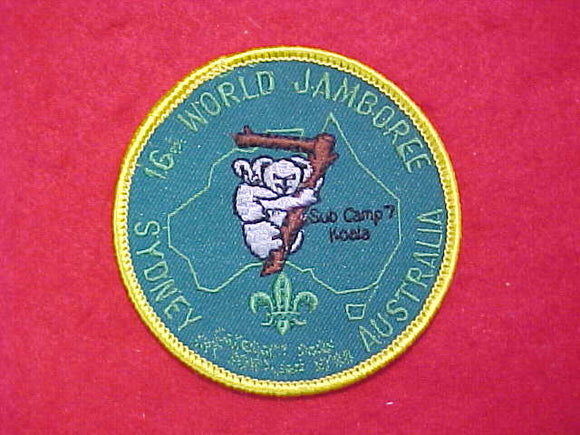 16TH WORLD JAMBOREE
Sub Camp 7
Koala
SYDNEY AUSTRALIA